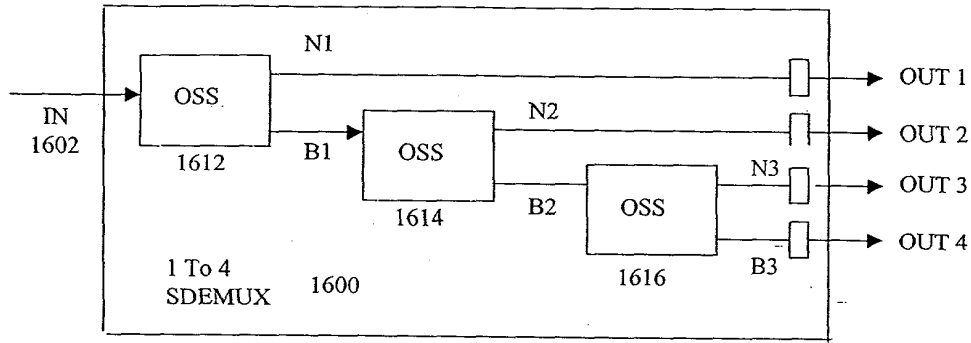 N1
OUT 1
OSS
IN
1602
1612
B1
N2
OUT 2
OSS
1614
B2
N3
OUT 3
OSS
OUT 4
B3
1616
1 To 4
SDEMUX
1600